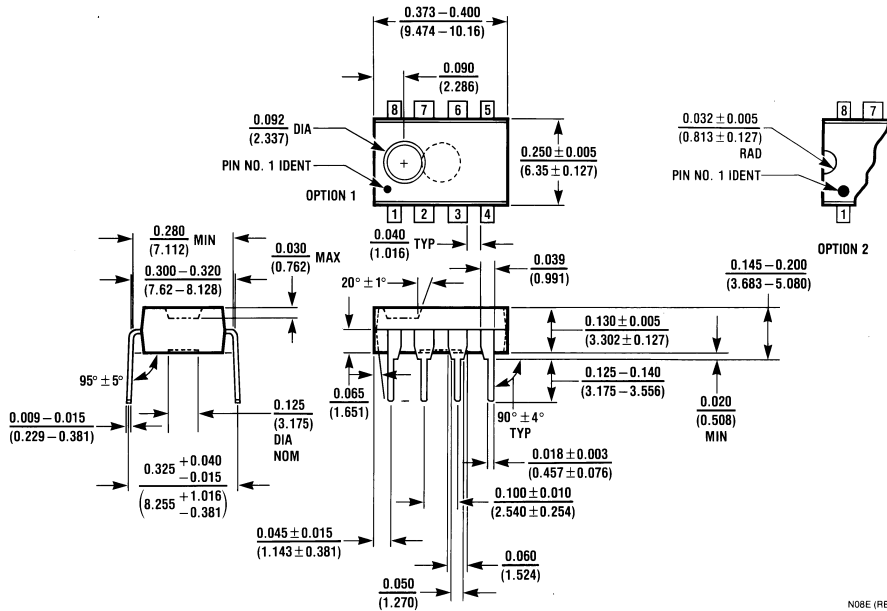 0.373–0.400
(9.474–10.16)
0.090
(2.286)
8 7 6 5
0.092
(2.337) DIA
PIN NO. 1 IDENT
OPTION 1
+
0.250 ± 0.005
(6.35 ± 0.127)
1 2 3 4
8 7
0.032 ± 0.005
(0.813 ± 0.127)
RAD
PIN NO. 1 IDENT
1
OPTION 2
0.280
(7.112) MIN
0.300–0.320
(7.62–8.128)
0.030
(0.762) MAX
0.040
(1.016) TYP
20° ± 1°
0.039
(0.991)
0.145–0.200
(3.683–5.080)
0.130 ± 0.005
(3.302 ± 0.127)
95° ± 5°
0.009–0.015
(0.229–0.381)
0.125
(3.175)
DIA
NOM
0.065
(1.651)
0.125–0.140
(3.175–3.556)
90° ± 4°
TYP
0.020
(0.508)
MIN
0.325 +0.040
−0.015
(8.255 +1.016
−0.381)
0.018 ± 0.003
(0.457 ± 0.076)
0.100 ± 0.010
(2.540 ± 0.254)
0.045 ± 0.015
(1.143 ± 0.381)
0.060
(1.524)
0.050
(1.270)
N08E (RE